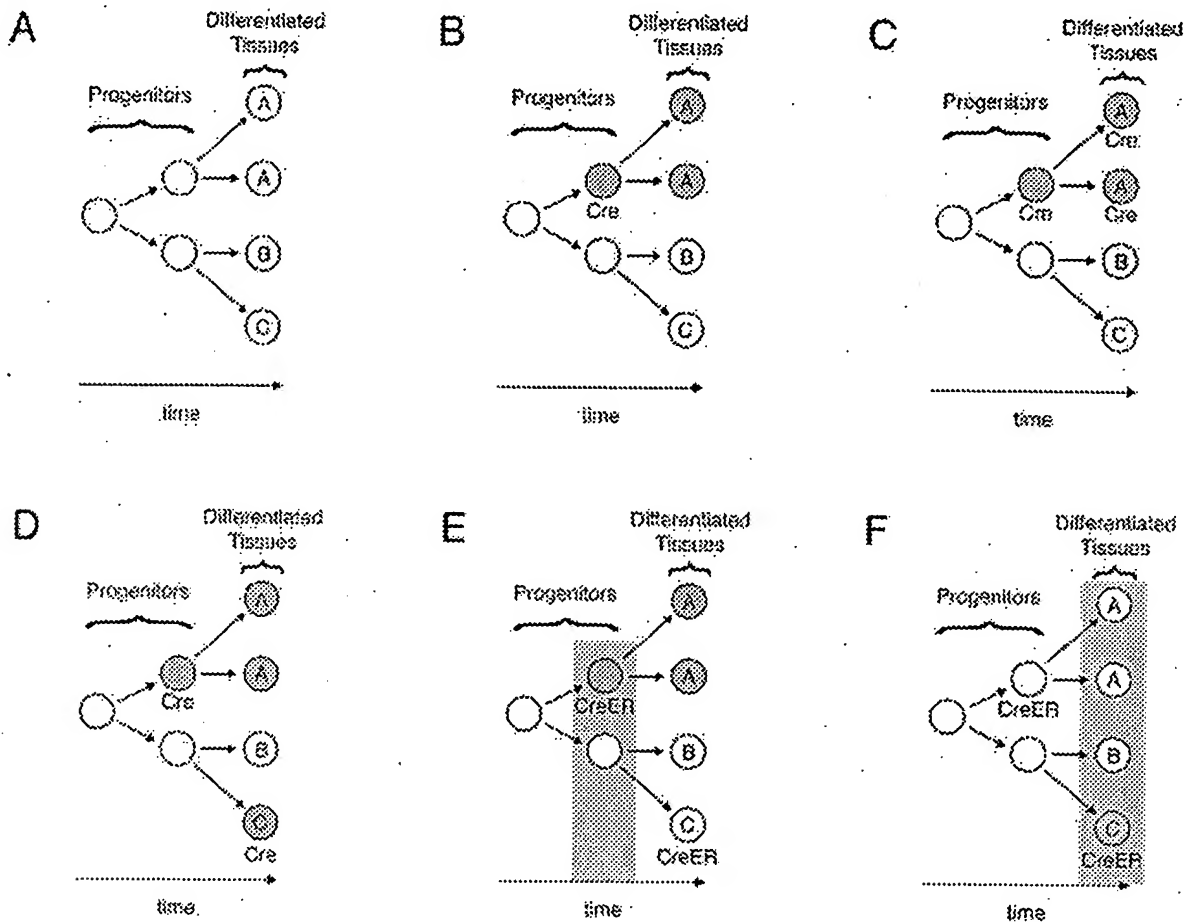 A
Differentiated
Tissues
Progenitors
A
A
B
C
time
B
Differentiated
Tissues
Progenitors
A
Cre
A
B
C
time
C
Differentiated
Tissues
Progenitors
A
Cre
Cre
A
Cre
B
C
time
D
Differentiated
Tissues
Progenitors
A
Cre
A
B
C
Cre
time
E
Differentiated
Tissues
Progenitors
A
CreER
A
B
C
CreER
time
F
Differentiated
Tissues
Progenitors
A
CreER
A
B
C
CreER
time